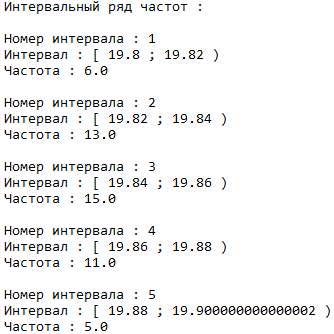 Интервальный ряд частот :
Номер интервала : 1
Интервал : [ 19.8 ; 19.82 )
Частота : 6.0
Номер интервала : 2
Интервал : [ 19.82 ; 19.84 )
Частота : 13.0
Номер интервала : 3
Интервал : [ 19.84 ; 19.86 )
Частота : 15.0
Номер интервала : 4
Интервал : [ 19.86 ; 19.88 )
Частота : 11.0
Номер интервала : 5
Интервал : [ 19.88 ; 19.900000000000002 )
Частота : 5.0